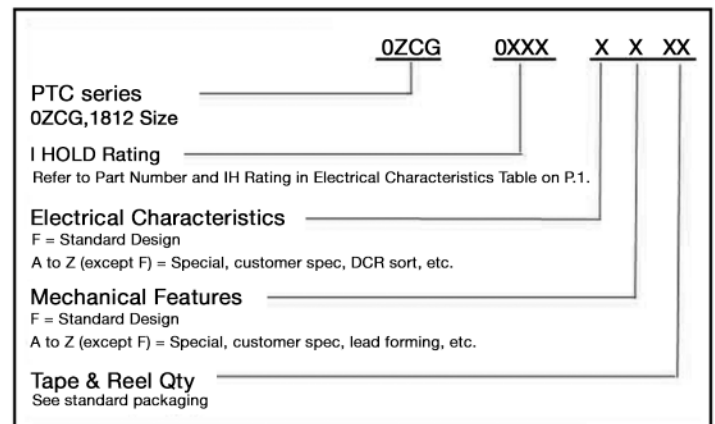 0ZCG 0XXX X X XX
PTC series
0ZCG,1812 Size
I HOLD Rating
Refer to Part Number and IH Rating in Electrical Characteristics Table on P.1.
Electrical Characteristics
F = Standard Design
A to Z (except F) = Special, customer spec, DCR sort, etc.
Mechanical Features
F = Standard Design
A to Z (except F) = Special, customer spec, lead forming, etc.
Tape & Reel Qty
See standard packaging